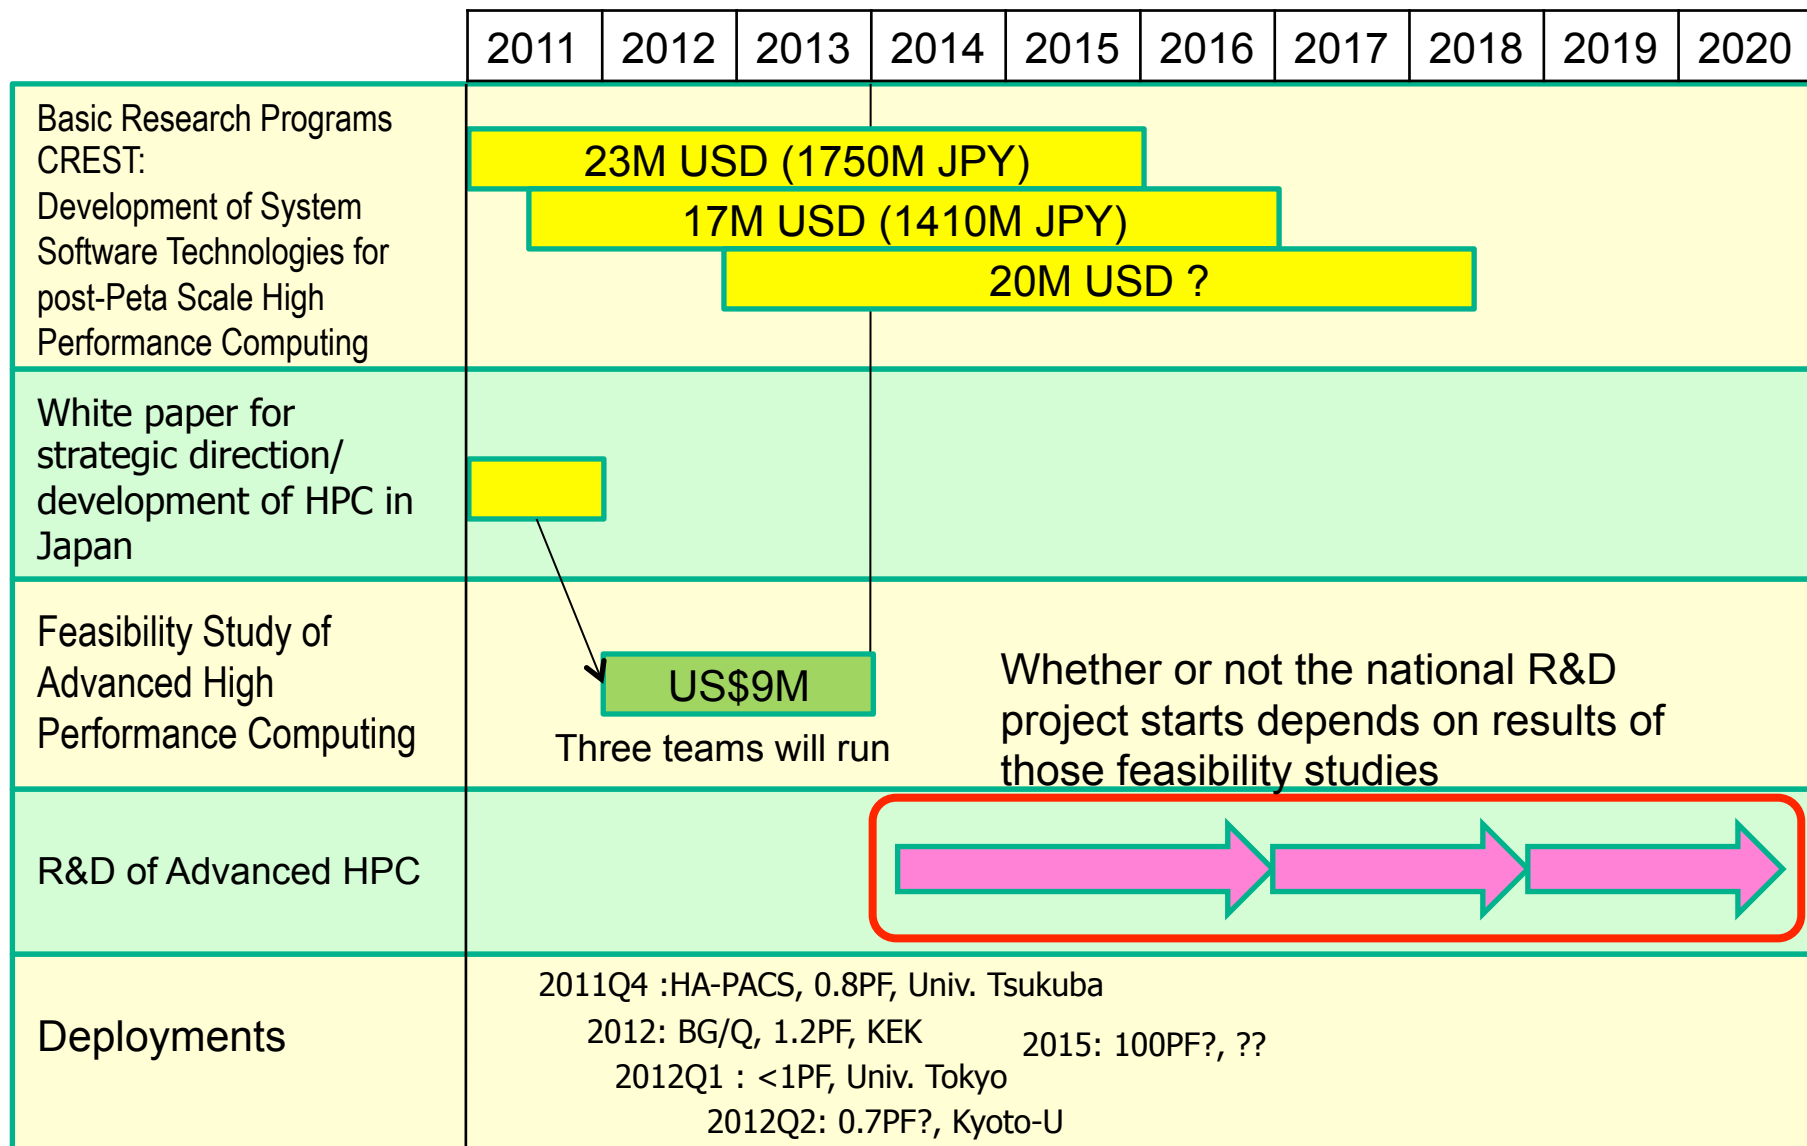 2011 2012 2013 2014 2015 2016 2017 2018 2019 2020
Basic Research Programs
CREST:
Development of System
Software Technologies for
post-Peta Scale High
Performance Computing
23M USD (1750M JPY)
17M USD (1410M JPY)
20M USD ?
White paper for
strategic direction/
development of HPC in
Japan
Feasibility Study of
Advanced High
Performance Computing
US$9M
Three teams will run
Whether or not the national R&D
project starts depends on results of
those feasibility studies
R&D of Advanced HPC
Deployments
2011Q4 :HA-PACS, 0.8PF, Univ. Tsukuba
2012: BG/Q, 1.2PF, KEK
2012Q1 : <1PF, Univ. Tokyo
2012Q2: 0.7PF?, Kyoto-U
2015: 100PF?, ??